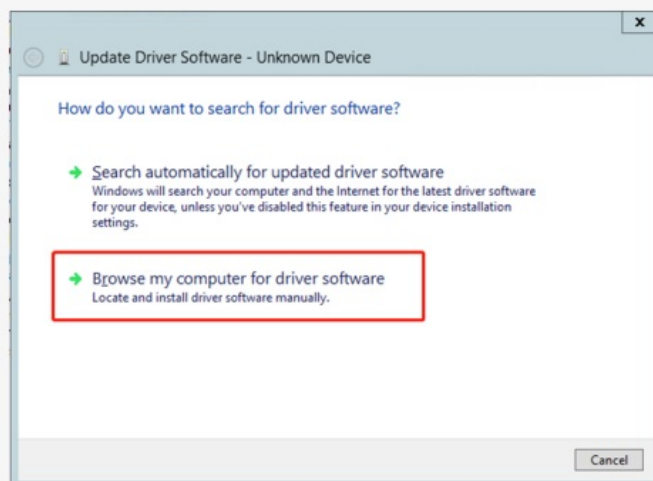 x
Update Driver Software - Unknown Device
How do you want to search for driver software?
Search automatically for updated driver software
Windows will search your computer and the Internet for the latest driver software
for your device, unless you've disabled this feature in your device installation
settings.
Browse my computer for driver software
Locate and install driver software manually.
Cancel